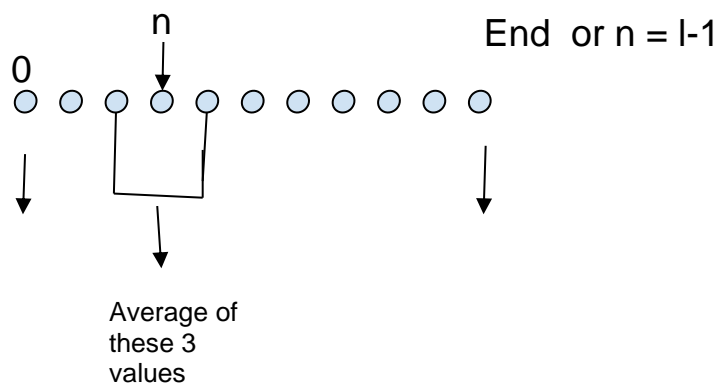 n
End or n = l-1
0
Average of
these 3
values